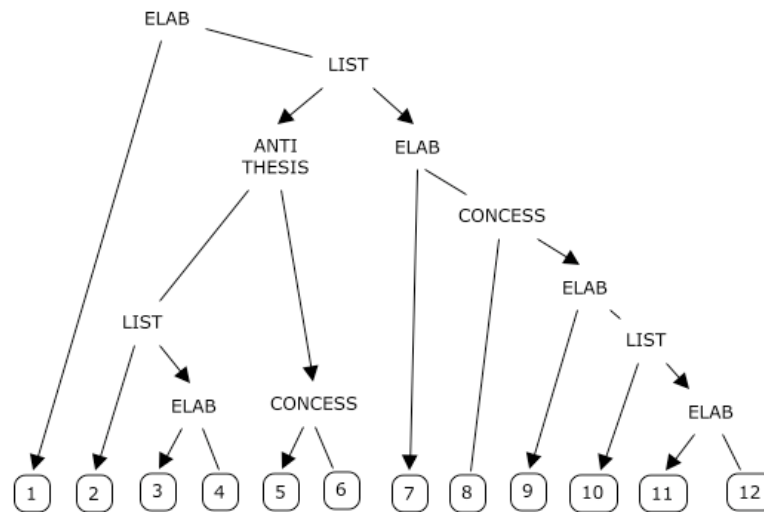 ELAB
LIST
ANTI
THESIS
ELAB
CONCESS
ELAB
LIST
LIST
ELAB
CONCESS
ELAB
1 2 3 4 5 6 7 8 9 10 11 12